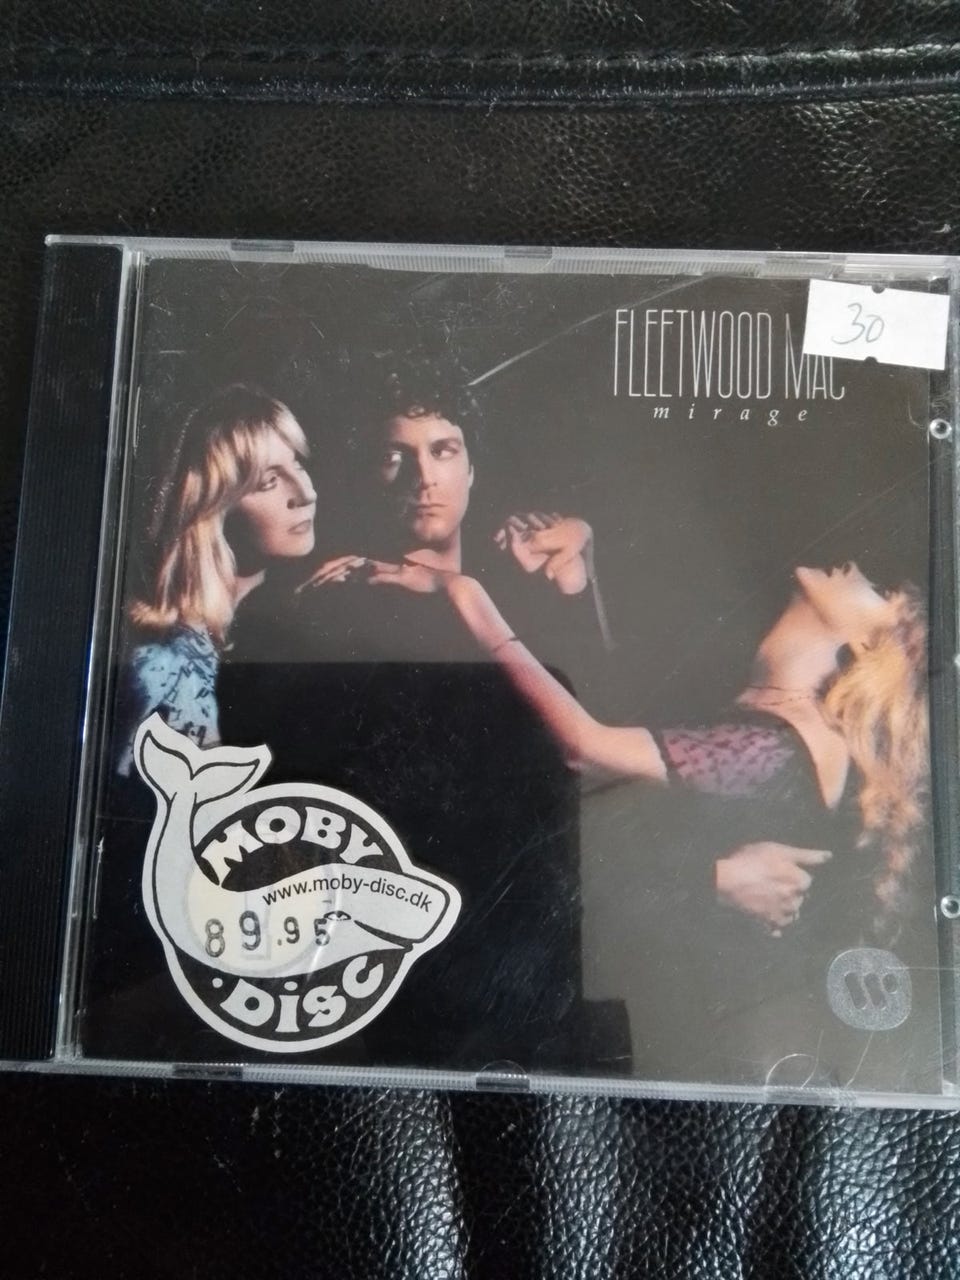 30
FLEETWOOD MAC
mirage
MOBY
www.moby-disc.dk
89.95
• DISC